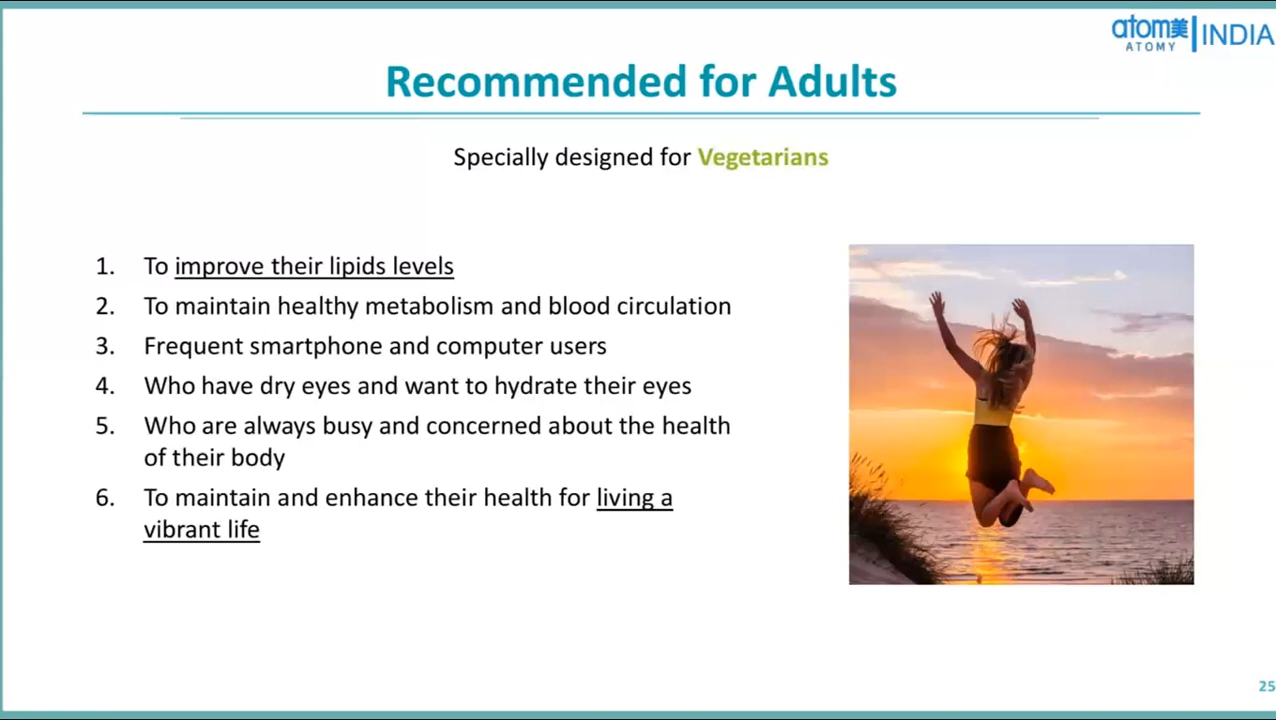 atom美 | INDIA
ATOMY
Recommended for Adults
Specially designed for Vegetarians
1. To improve their lipids levels
2. To maintain healthy metabolism and blood circulation
3. Frequent smartphone and computer users
4. Who have dry eyes and want to hydrate their eyes
5. Who are always busy and concerned about the health
of their body
6. To maintain and enhance their health for living a
vibrant life
25